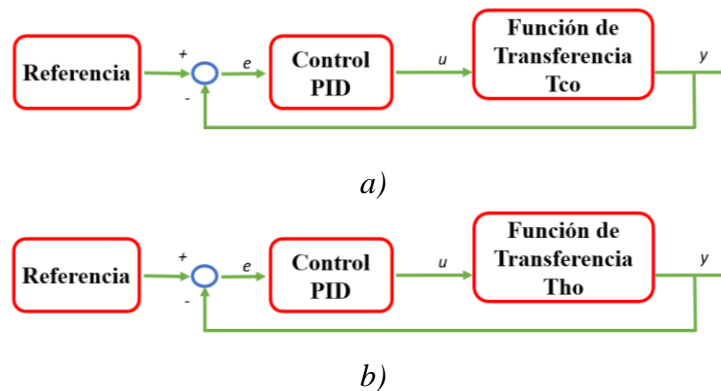 Función de
Transferencia
Tco
Referencia
+
-
e
Control
PID
u
y
a)
Función de
Transferencia
Tho
Referencia
+
-
e
Control
PID
u
y
b)